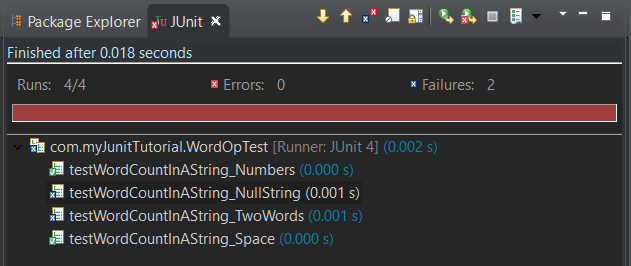 Package Explorer JUnit
Finished after 0.018 seconds
Runs: 4/4 Errors: 0 Failures: 2
com.myJunitTutorial.WordOpTest [Runner: JUnit 4] (0.002 s)
testWordCountInAString_Numbers (0.000 s)
testWordCountInAString_NullString (0.001 s)
testWordCountInAString_TwoWords (0.001 s)
testWordCountInAString_Space (0.000 s)